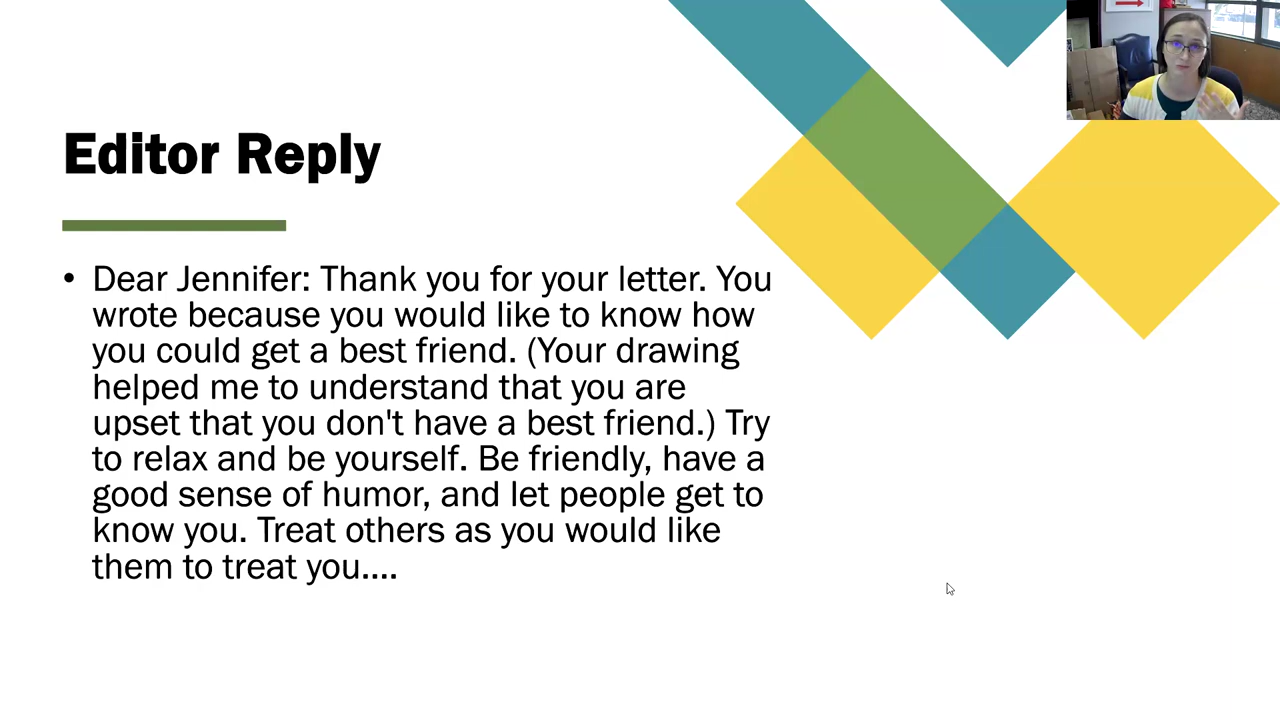 Editor Reply
• Dear Jennifer: Thank you for your letter. You
wrote because you would like to know how
you could get a best friend. (Your drawing
helped me to understand that you are
upset that you don't have a best friend.) Try
to relax and be yourself. Be friendly, have a
good sense of humor, and let people get to
know you. Treat others as you would like
them to treat you....